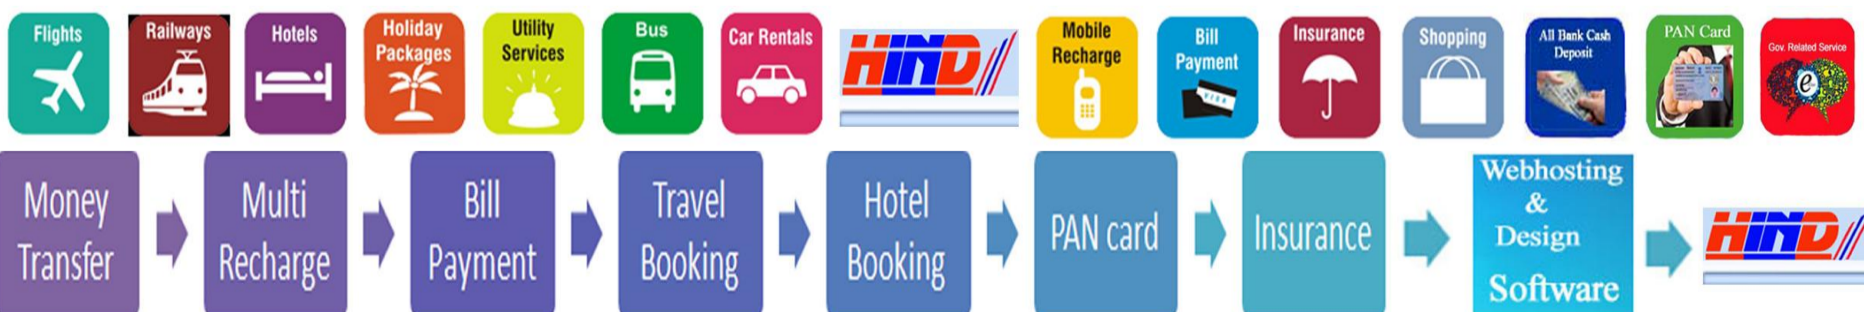 Flights
Railways
Hotels
Holiday
Packages
Utility
Services
Bus
Car Rentals
HIND
Mobile
Recharge
Bill
Payment
VISA
Insurance
Shopping
All Bank Cash
Deposit
PAN Card
Gov. Related Service
e
Money
Transfer
Multi
Recharge
Bill
Payment
Travel
Booking
Hotel
Booking
PAN card
Insurance
Webhosting
&
Design
Software
HIND